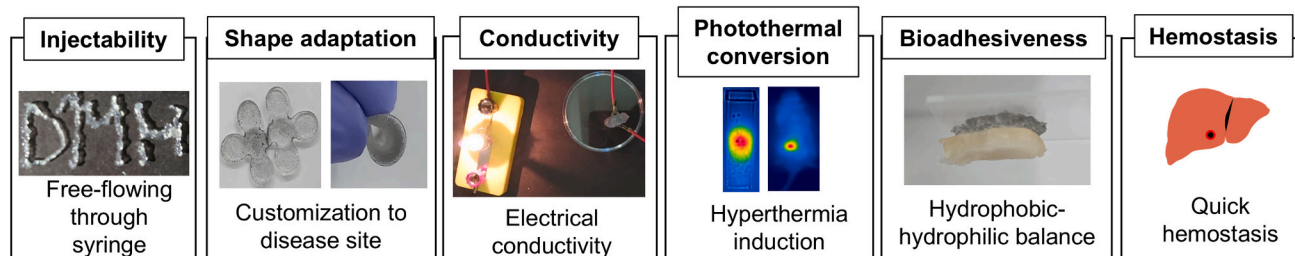 Injectability
DMH
Free-flowing
through
syringe
Shape adaptation
Customization to
disease site
Conductivity
Electrical
conductivity
Photothermal
conversion
Hyperthermia
induction
Bioadhesiveness
Hydrophobic-
hydrophilic balance
Hemostasis
Quick
hemostasis